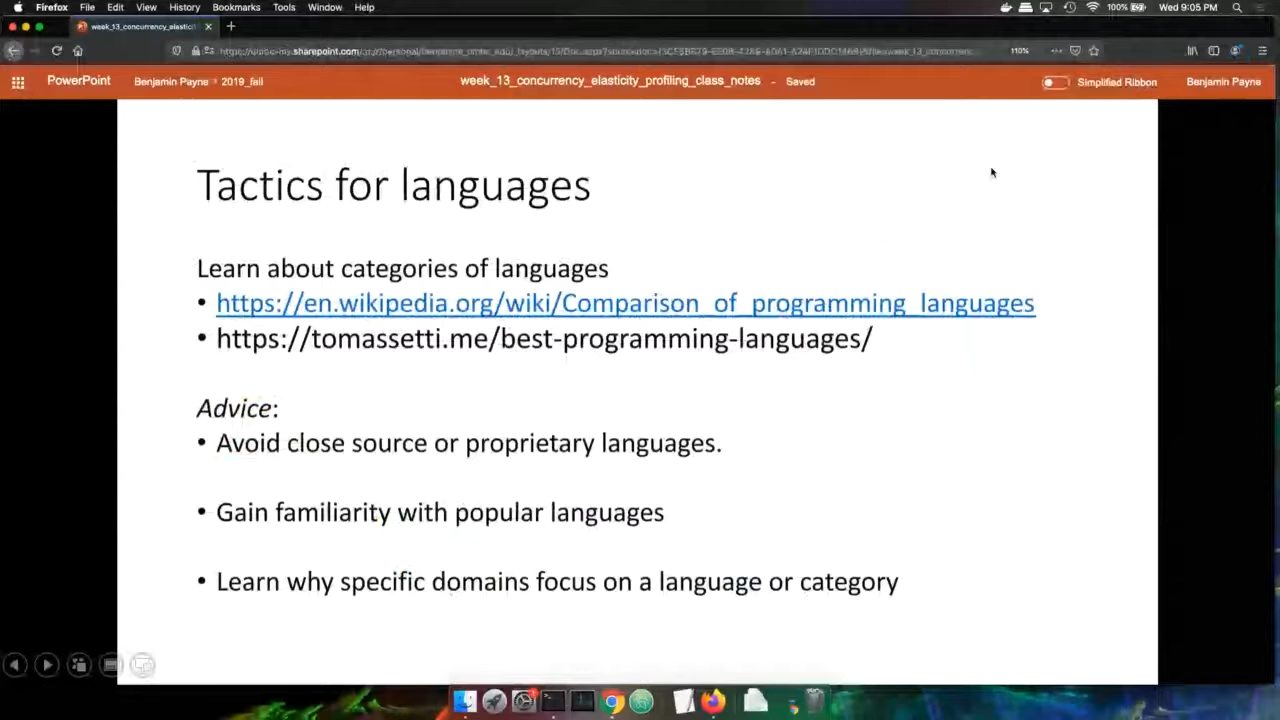 Firefox File Edit View History Bookmarks Tools Window Help 100% Wed 9:05 PM
week_13_concurrency_elasticit
110%
PowerPoint Benjamin Payne › 2019_fall week_13_concurrency_elasticity_profiling_class_notes - Saved Simplified Ribbon Benjamin Payne
Tactics for languages
Learn about categories of languages
• https://en.wikipedia.org/wiki/Comparison_of_programming_languages
• https://tomassetti.me/best-programming-languages/
Advice:
• Avoid close source or proprietary languages.
• Gain familiarity with popular languages
• Learn why specific domains focus on a language or category